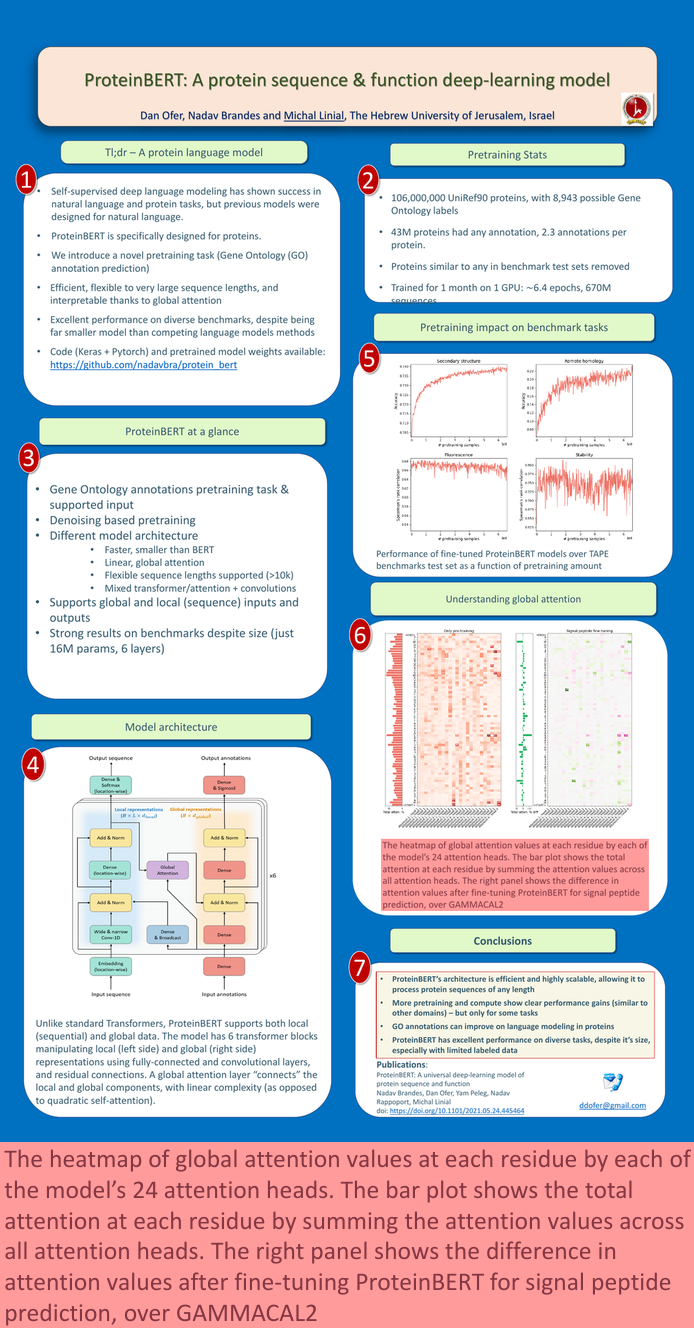 ProteinBERT: A protein sequence & function deep-learning model
Dan Ofer, Nadav Brandes and Michal Linial, The Hebrew University of Jerusalem, Israel
Tl;dr – A protein language model
1
• Self-supervised deep language modeling has shown success in
natural language and protein tasks, but previous models were
designed for natural language.
• ProteinBERT is specifically designed for proteins.
• We introduce a novel pretraining task (Gene Ontology (GO)
annotation prediction)
• Efficient, flexible to very large sequence lengths, and
interpretable thanks to global attention
• Excellent performance on diverse benchmarks, despite being
far smaller model than competing language models methods
• Code (Keras + Pytorch) and pretrained model weights available:
https://github.com/nadavbra/protein_bert
Pretraining Stats
2
• 106,000,000 UniRef90 proteins, with 8,943 possible Gene
Ontology labels
• 43M proteins had any annotation, 2.3 annotations per
protein.
• Proteins similar to any in benchmark test sets removed
• Trained for 1 month on 1 GPU: ~6.4 epochs, 670M
sequences
ProteinBERT at a glance
3
• Gene Ontology annotations pretraining task &
supported input
• Denoising based pretraining
• Different model architecture
• Faster, smaller than BERT
• Linear, global attention
• Flexible sequence lengths supported (>10k)
• Mixed transformer/attention + convolutions
• Supports global and local (sequence) inputs and
outputs
• Strong results on benchmarks despite size (just
16M params, 6 layers)
Model architecture
4
Output sequence
Output annotations
Dense &
Softmax
(location-wise)
Dense
& Sigmoid
Local representations
Global representations
Add & Norm
Add & Norm
Dense
(location-wise)
Global
Attention
Dense
x6
Add & Norm
Add & Norm
Wide & narrow
Conv-1D
Dense
& Broadcast
Dense
Embedding
(location-wise)
Dense
Input sequence
Input annotations
Unlike standard Transformers, ProteinBERT supports both local
(sequential) and global data. The model has 6 transformer blocks
manipulating local (left side) and global (right side)
representations using fully-connected and convolutional layers,
and residual connections. A global attention layer “connects” the
local and global components, with linear complexity (as opposed
to quadratic self-attention).
Pretraining impact on benchmark tasks
5
Secondary structure
Remote homology
Accuracy
Accuracy
# pretraining samples
# pretraining samples
Fluorescence
Stability
Spearman's rank correlation
Spearman's rank correlation
# pretraining samples
# pretraining samples
Performance of fine-tuned ProteinBERT models over TAPE
benchmarks test set as a function of pretraining amount
Understanding global attention
6
Only pre-training
Signal peptide fine-tuning
The heatmap of global attention values at each residue by each of
the model’s 24 attention heads. The bar plot shows the total
attention at each residue by summing the attention values across
all attention heads. The right panel shows the difference in
attention values after fine-tuning ProteinBERT for signal peptide
prediction, over GAMMACAL2
Conclusions
7
• ProteinBERT’s architecture is efficient and highly scalable, allowing it to
process protein sequences of any length
• More pretraining and compute show clear performance gains (similar to
other domains) – but only for some tasks
• GO annotations can improve on language modeling in proteins
• ProteinBERT has excellent performance on diverse tasks, despite it’s size,
especially with limited labeled data
Publications:
ProteinBERT: A universal deep-learning model of
protein sequence and function
Nadav Brandes, Dan Ofer, Yam Peleg, Nadav
Rappoport, Michal Linial
doi: https://doi.org/10.1101/2021.05.24.445464
ddofer@gmail.com
The heatmap of global attention values at each residue by each of
the model’s 24 attention heads. The bar plot shows the total
attention at each residue by summing the attention values across
all attention heads. The right panel shows the difference in
attention values after fine-tuning ProteinBERT for signal peptide
prediction, over GAMMACAL2